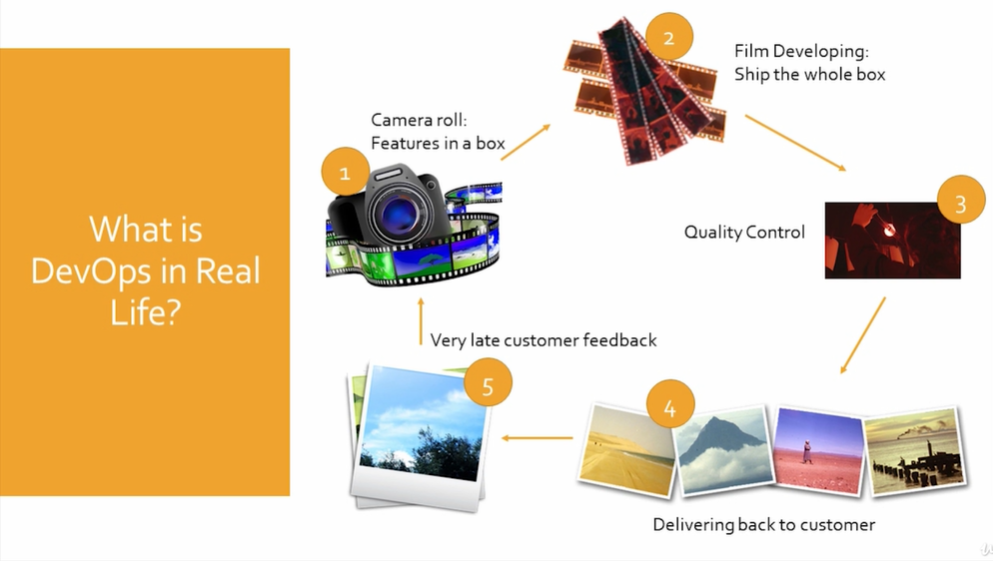 What is
DevOps in Real
Life?
1
Camera roll:
Features in a box
2
Film Developing:
Ship the whole box
3
Quality Control
4
Delivering back to customer
5
Very late customer feedback